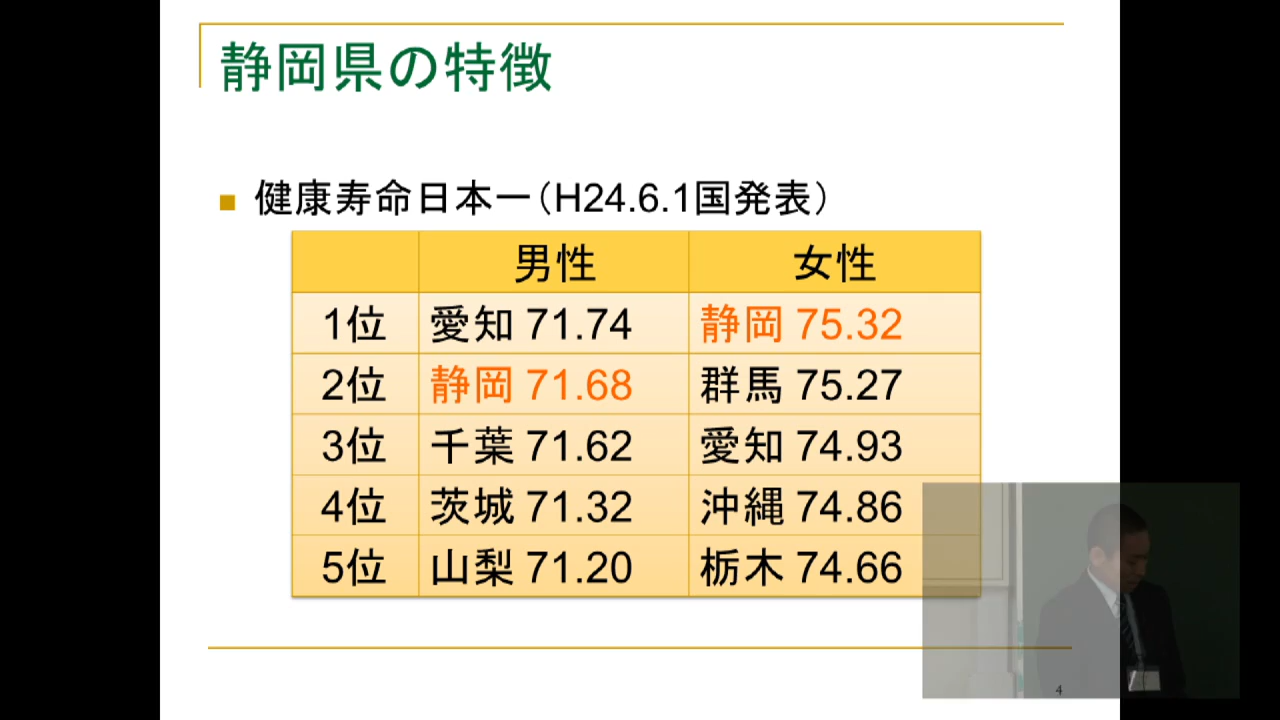 静岡県の特徴
健康寿命日本一（H24.6.1国発表）
男性 女性
1位 愛知 71.74 静岡 75.32
2位 静岡 71.68 群馬 75.27
3位 千葉 71.62 愛知 74.93
4位 茨城 71.32 沖縄 74.86
5位 山梨 71.20 栃木 74.66
4